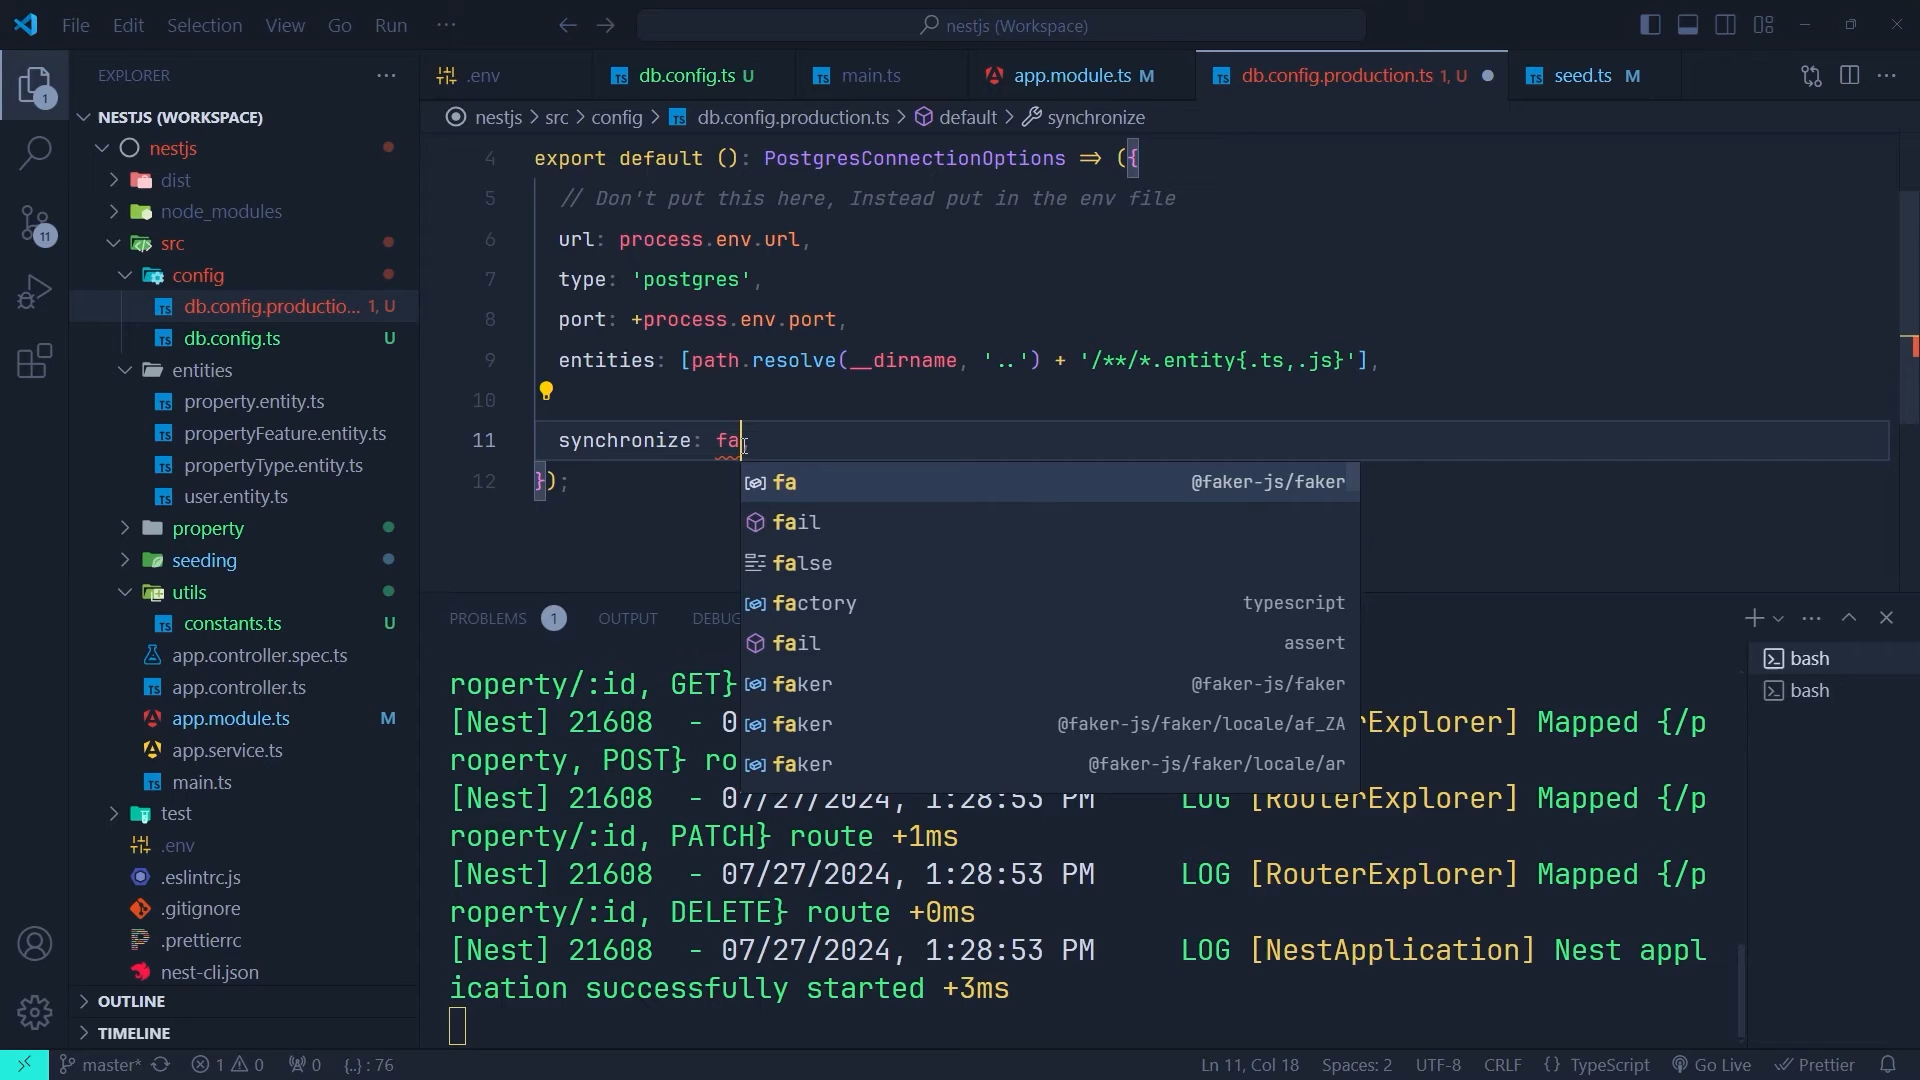 File Edit Selection View Go Run ···
nestjs (Workspace)
EXPLORER
.env
db.config.ts U
main.ts
app.module.ts M
db.config.production.ts 1, U
seed.ts M
nestjs > src > config > db.config.production.ts > default > synchronize
1
11
NESTJS (WORKSPACE)
nestjs
dist
node_modules
src
config
db.config.productio... 1, U
db.config.ts U
entities
property.entity.ts
propertyFeature.entity.ts
propertyType.entity.ts
user.entity.ts
property
seeding
utils
constants.ts U
app.controller.spec.ts
app.controller.ts
app.module.ts M
app.service.ts
main.ts
test
.env
.eslintrc.js
.gitignore
.prettierrc
nest-cli.json
OUTLINE
TIMELINE
4 export default (): PostgresConnectionOptions => ({
5 // Don't put this here, Instead put in the env file
6 url: process.env.url,
7 type: 'postgres',
8 port: +process.env.port,
9 entities: [path.resolve(__dirname, '..') + '/**/*.entity{.ts,.js}'],
10
11 synchronize: fa
12 });
fa @faker-js/faker
fail
false
factory typescript
fail assert
faker @faker-js/faker
faker @faker-js/faker/locale/af_ZA
faker @faker-js/faker/locale/ar
PROBLEMS 1 OUTPUT DEBUG
bash
bash
roperty/:id, GET}
[Nest] 21608 - 0 rExplorer] Mapped {/p
roperty, POST} ro
[Nest] 21608 - 07/27/2024, 1:28:53 PM LOG [RouterExplorer] Mapped {/p
roperty/:id, PATCH} route +1ms
[Nest] 21608 - 07/27/2024, 1:28:53 PM LOG [RouterExplorer] Mapped {/p
roperty/:id, DELETE} route +0ms
[Nest] 21608 - 07/27/2024, 1:28:53 PM LOG [NestApplication] Nest appl
ication successfully started +3ms
master* 1 0 0 {..} : 76 Ln 11, Col 18 Spaces: 2 UTF-8 CRLF {} TypeScript Go Live Prettier